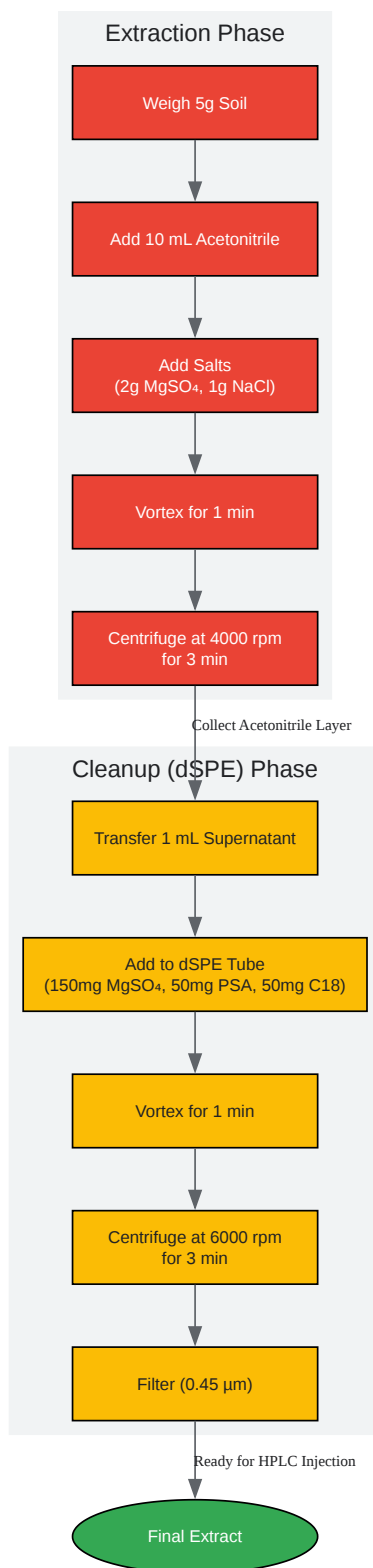 Extraction Phase
Weigh 5g Soil
Add 10 mL Acetonitrile
Add Salts
(2g MgSO₄, 1g NaCl)
Vortex for 1 min
Centrifuge at 4000 rpm
for 3 min
Collect Acetonitrile Layer
Cleanup (dSPE) Phase
Transfer 1 mL Supernatant
Add to dSPE Tube
(150mg MgSO₄, 50mg PSA, 50mg C18)
Vortex for 1 min
Centrifuge at 6000 rpm
for 3 min
Filter (0.45 µm)
Ready for HPLC Injection
Final Extract